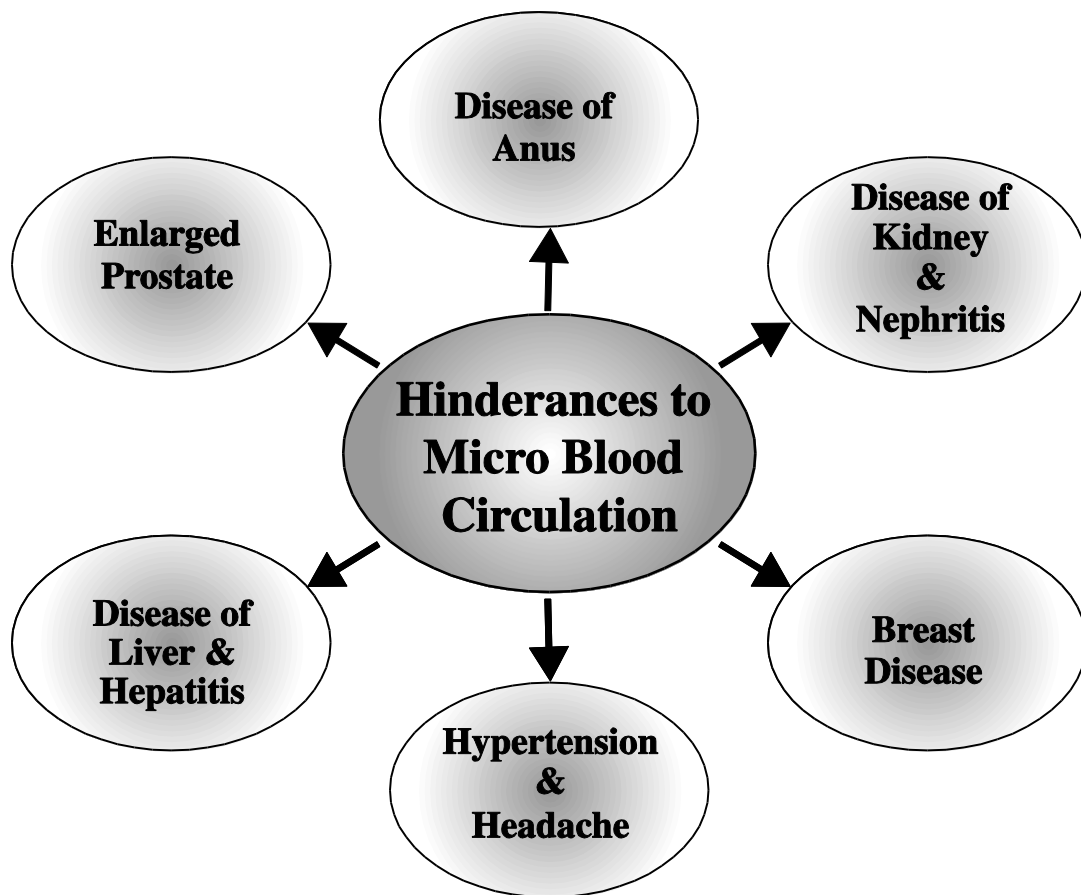 Disease of
Anus
Enlarged
Prostate
Disease of
Kidney
&
Nephritis
Hinderances to
Micro Blood
Circulation
Disease of
Liver &
Hepatitis
Breast
Disease
Hypertension
&
Headache